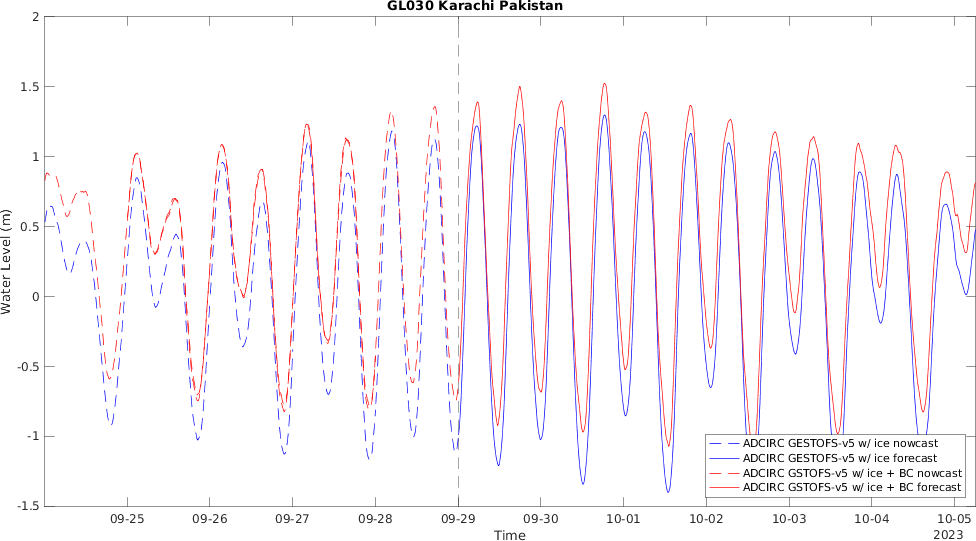 GL030 Karachi Pakistan
2
1.5
1
0.5
0
-0.5
-1
-1.5
Water Level (m)
ADCIRC GESTOFS-v5 w/ ice nowcast
ADCIRC GESTOFS-v5 w/ ice forecast
ADCIRC GSTOFS-v5 w/ ice + BC nowcast
ADCIRC GSTOFS-v5 w/ ice + BC forecast
09-25 09-26 09-27 09-28 09-29 09-30 10-01 10-02 10-03 10-04 10-05
Time
2023